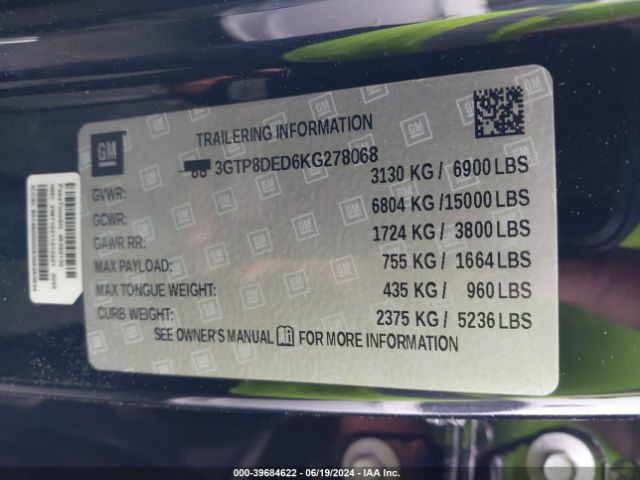 GM
TRAILERING INFORMATION
3GTP8DED6KG278068
GVWR: 3130 KG / 6900 LBS
GCWR: 6804 KG /15000 LBS
GAWR RR: 1724 KG / 3800 LBS
MAX PAYLOAD: 755 KG / 1664 LBS
MAX TONGUE WEIGHT: 435 KG / 960 LBS
CURB WEIGHT: 2375 KG / 5236 LBS
SEE OWNER'S MANUAL FOR MORE INFORMATION
000-39684622 - 06/19/2024 - IAA Inc.